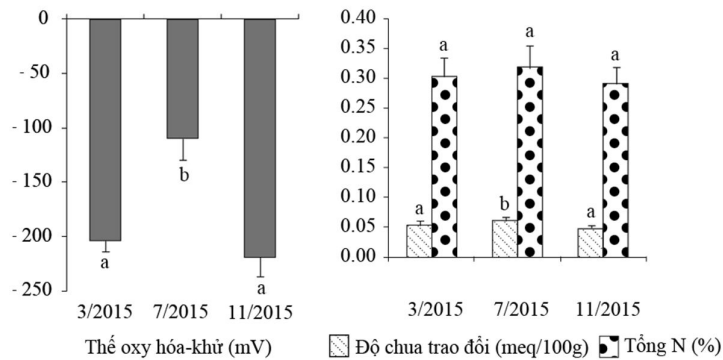 0
- 50
- 100
- 150
- 200
- 250
a
b
a
3/2015 7/2015 11/2015
Thế oxy hóa-khử (mV)
0.40
0.35
0.30
0.25
0.20
0.15
0.10
0.05
0.00
a a
b a
a a
3/2015 7/2015 11/2015
Độ chua trao đổi (meq/100g) Tổng N (%)